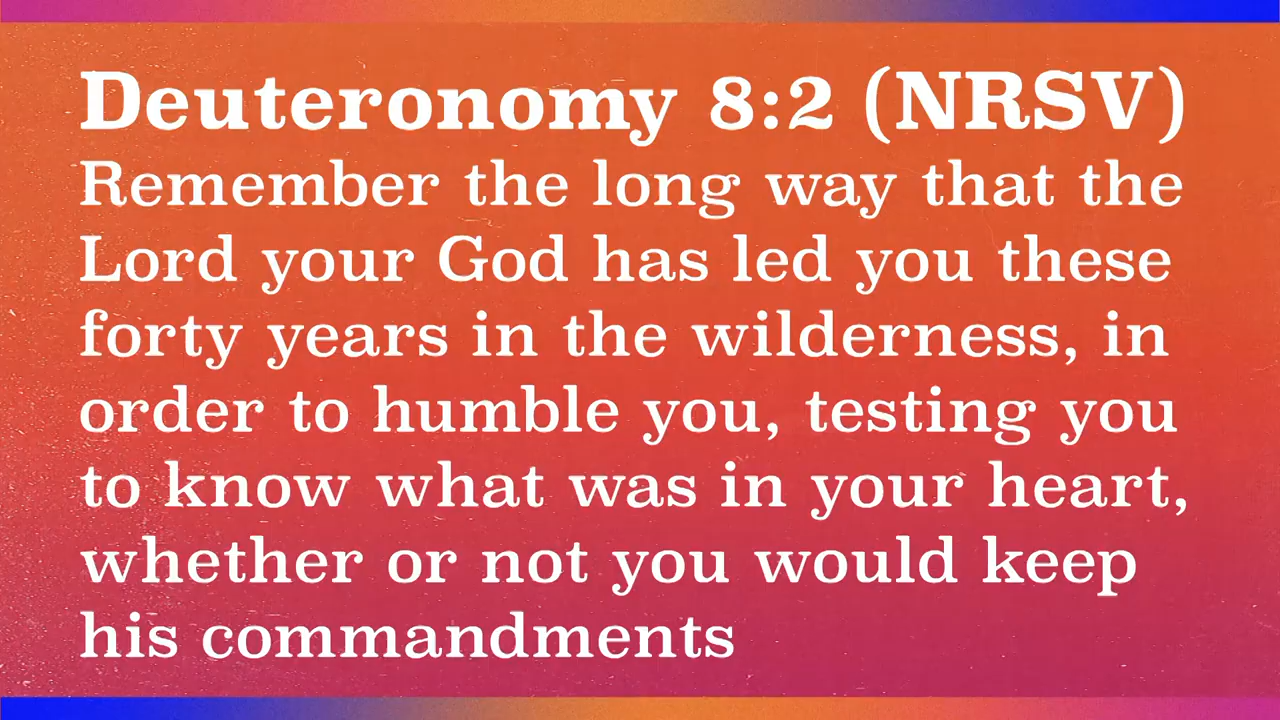 Deuteronomy 8:2 (NRSV)
Remember the long way that the
Lord your God has led you these
forty years in the wilderness, in
order to humble you, testing you
to know what was in your heart,
whether or not you would keep
his commandments